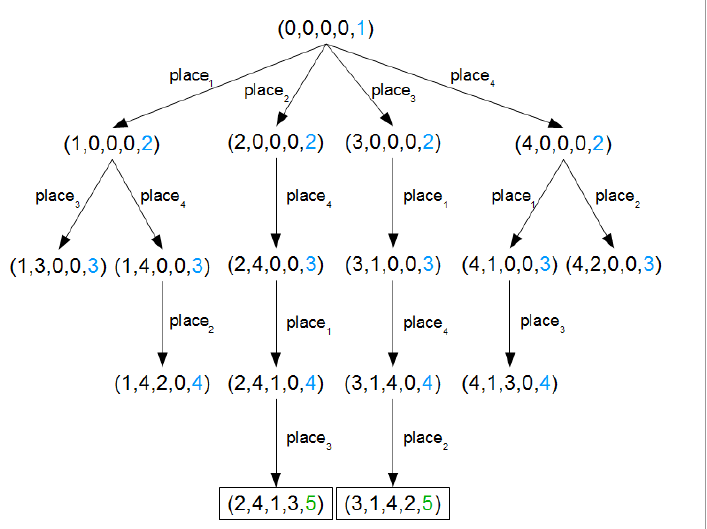 (0,0,0,0,1)
place1 place2 place3 place4
(1,0,0,0,2) (2,0,0,0,2) (3,0,0,0,2) (4,0,0,0,2)
place3 place4 place4 place1 place1 place2
(1,3,0,0,3) (1,4,0,0,3) (2,4,0,0,3) (3,1,0,0,3) (4,1,0,0,3) (4,2,0,0,3)
place2 place1 place4 place3
(1,4,2,0,4) (2,4,1,0,4) (3,1,4,0,4) (4,1,3,0,4)
place3 place2
(2,4,1,3,5) (3,1,4,2,5)